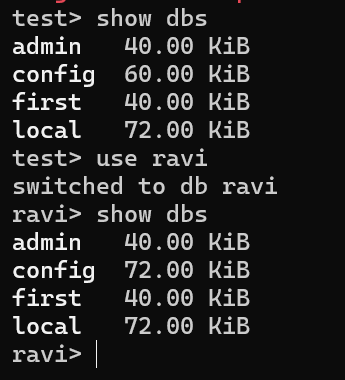 test> show dbs
admin   40.00 KiB
config  60.00 KiB
first   40.00 KiB
local   72.00 KiB
test> use ravi
switched to db ravi
ravi> show dbs
admin   40.00 KiB
config  72.00 KiB
first   40.00 KiB
local   72.00 KiB
ravi>